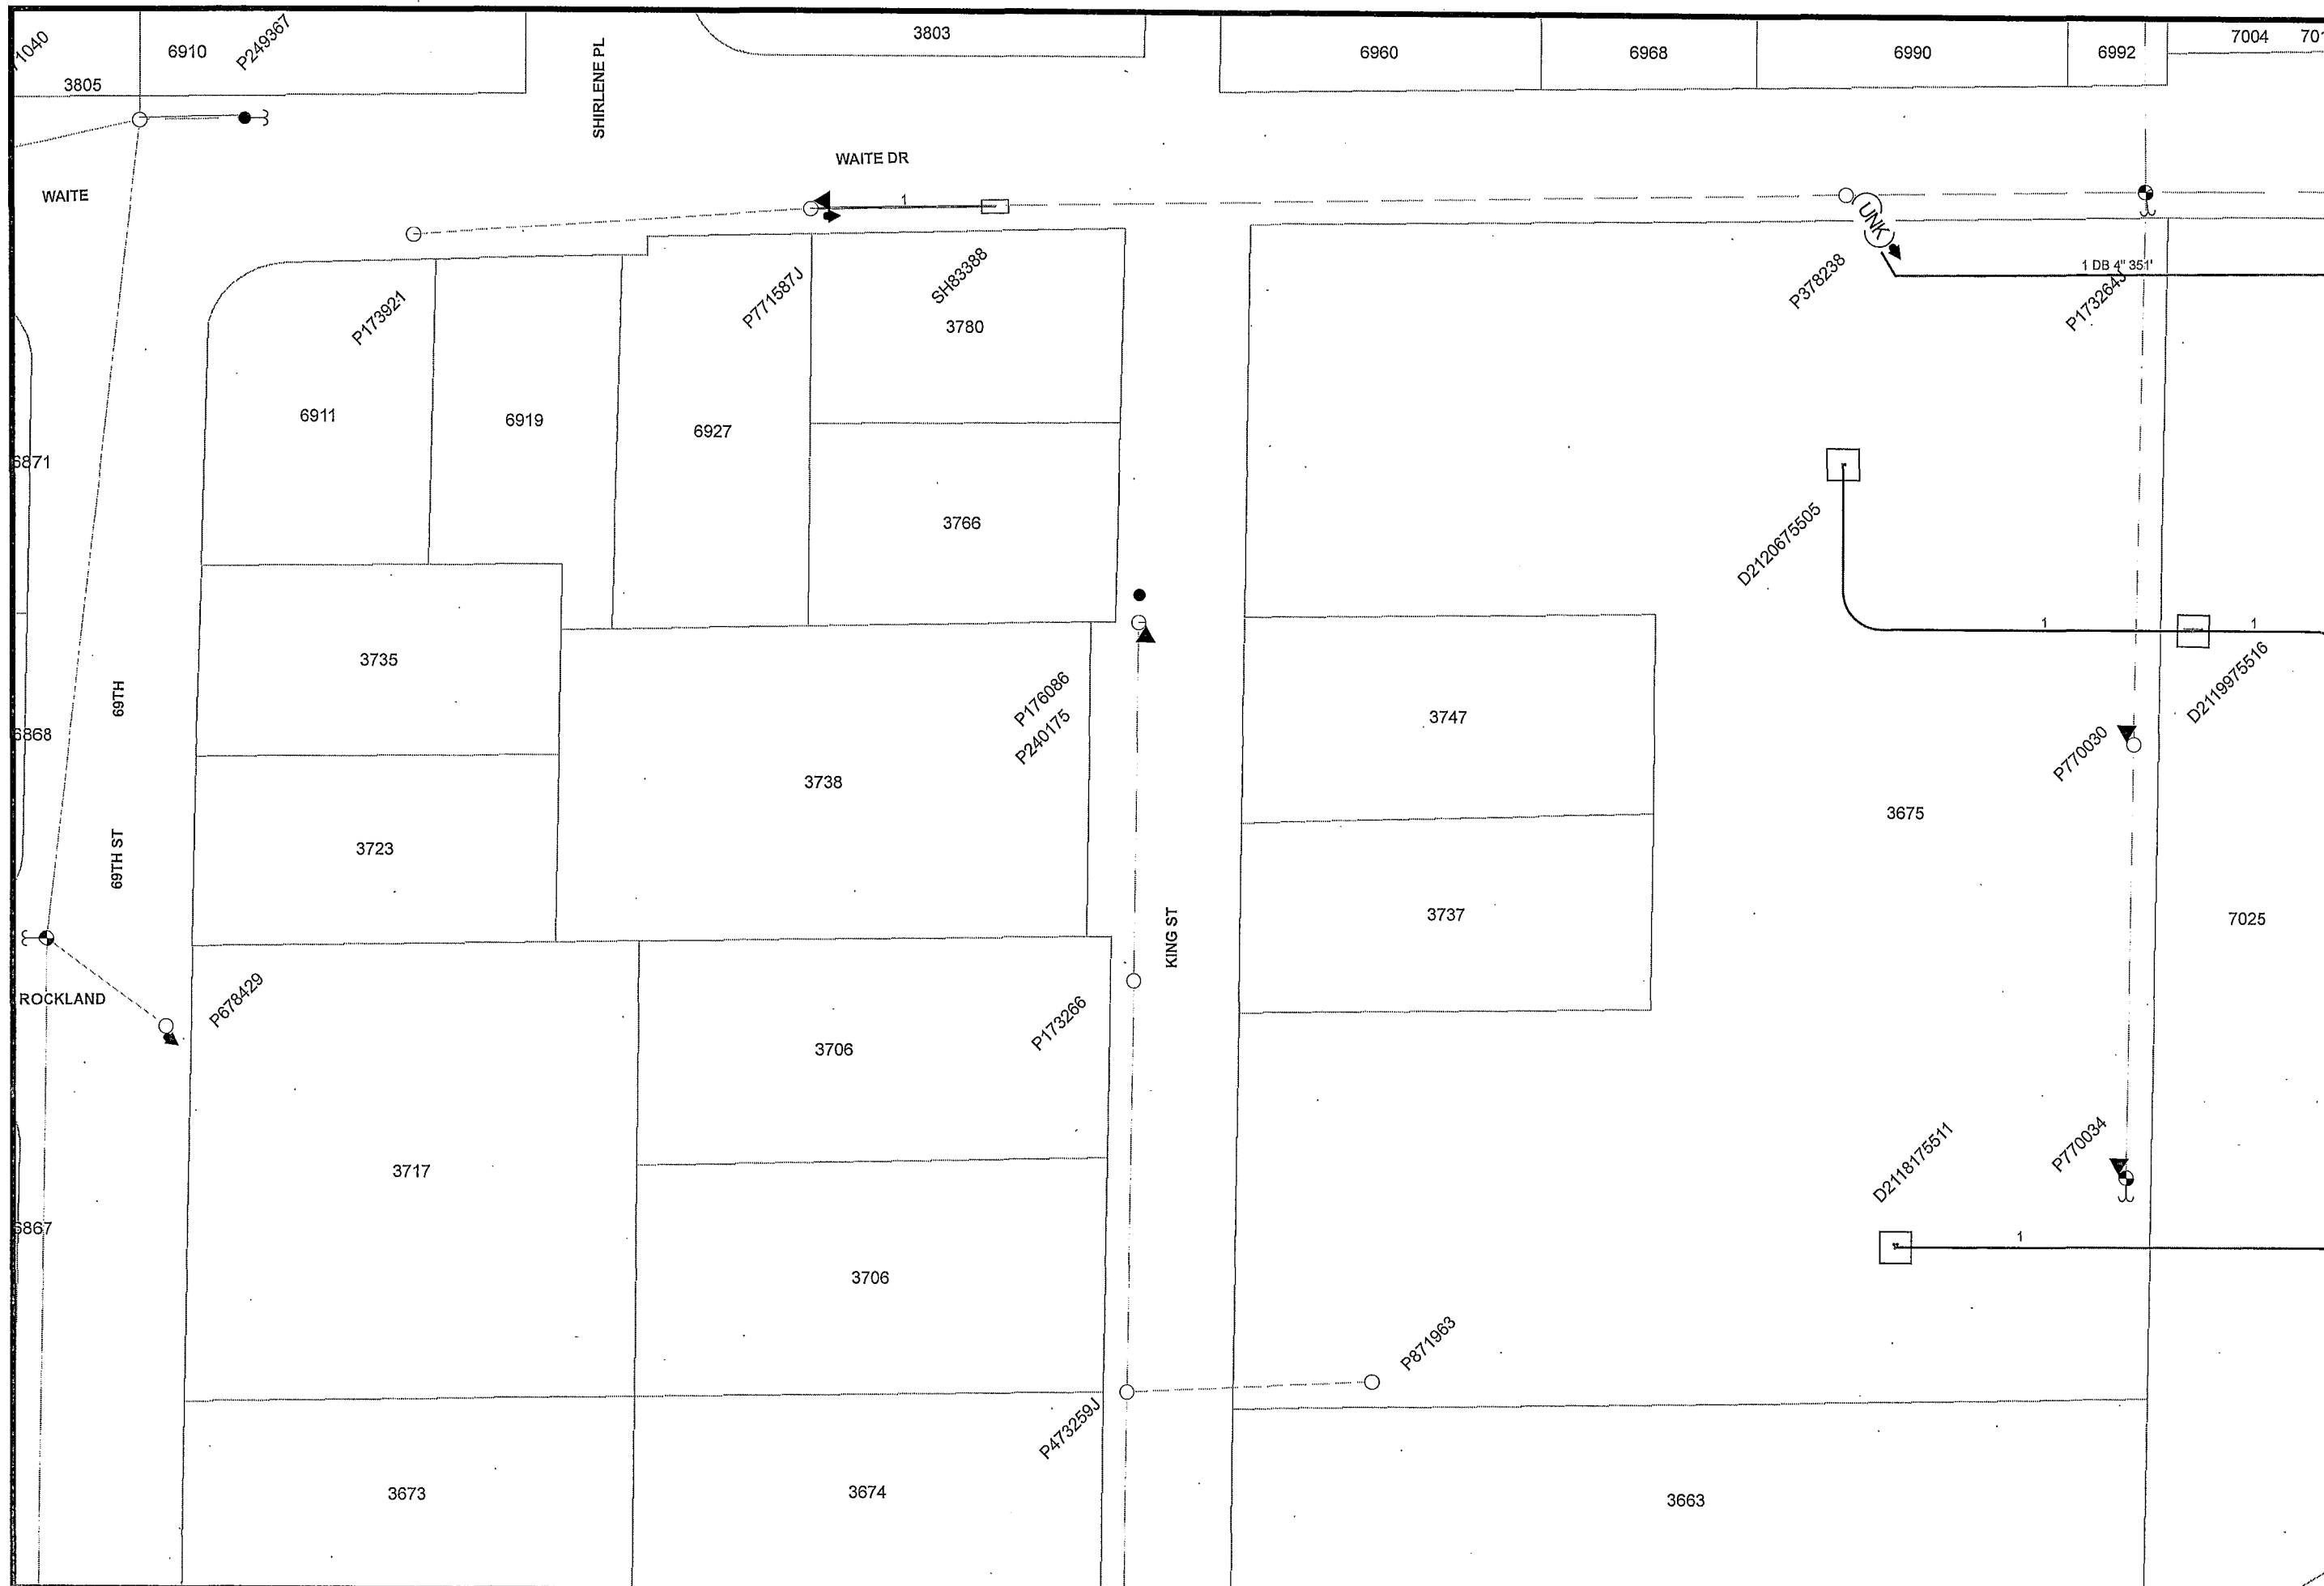 71040
6910
P249367
3805
SHIRLENE PL
3803
6960
6968
6990
6992
7004
WAITE DR
WAITE
1
UNK
P173921
P771587J
SH83388
3780
P378238
1 DB 4" 351'
P173264J
6911
6919
6927
6871
3766
D2120675505
3735
69TH
P176086
P240175
3747
1
1
D2119975516
P770030
6868
3738
3675
69TH ST
3723
KING ST
3737
7025
ROCKLAND
P678429
P173266
3706
3717
D2118175511
P770034
6867
3706
1
P871963
P473259J
3673
3674
3663